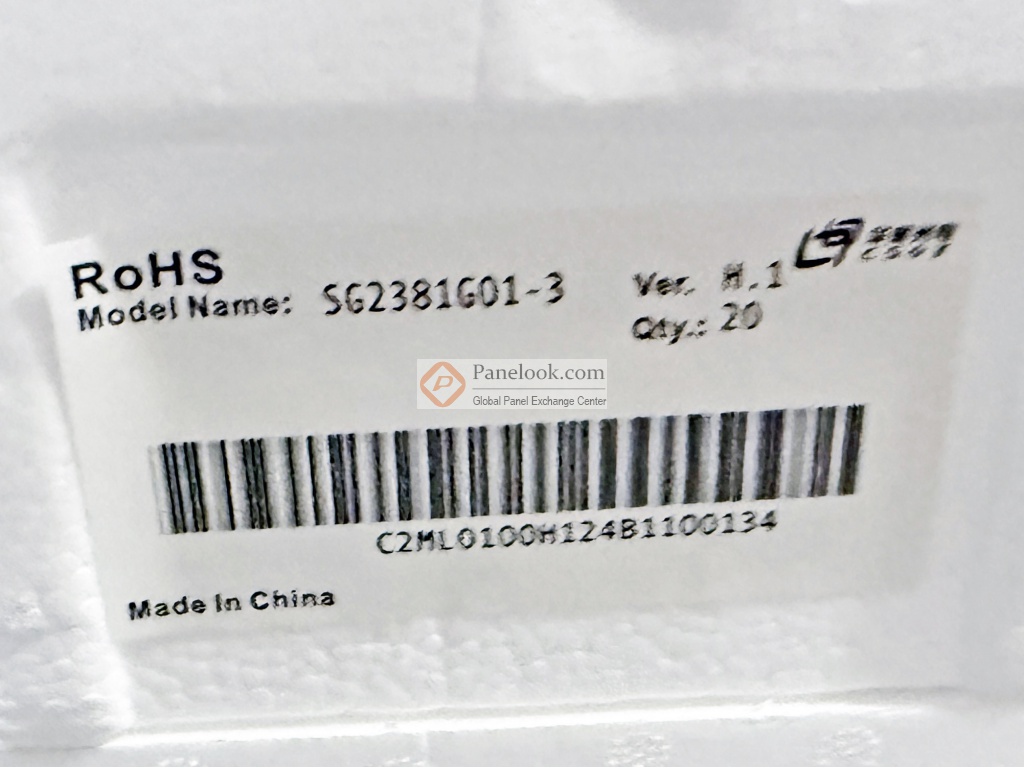 RoHS
Model Name: SG2381G01-3
Ver. H.1
Qty.: 20
CSOT
Panelook.com
Global Panel Exchange Center
C2ML0100H124B1100134
Made In China